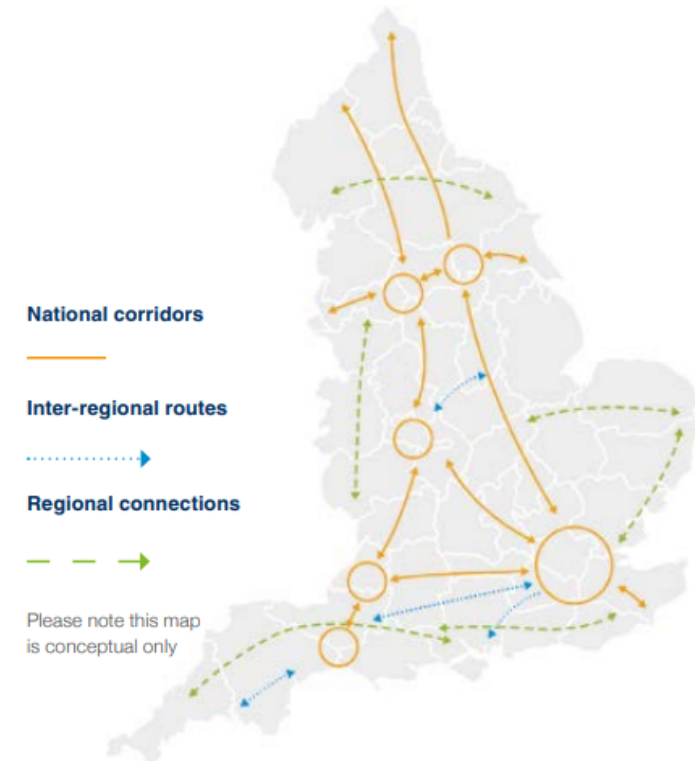 National corridors
Inter-regional routes
Regional connections
Please note this map
is conceptual only